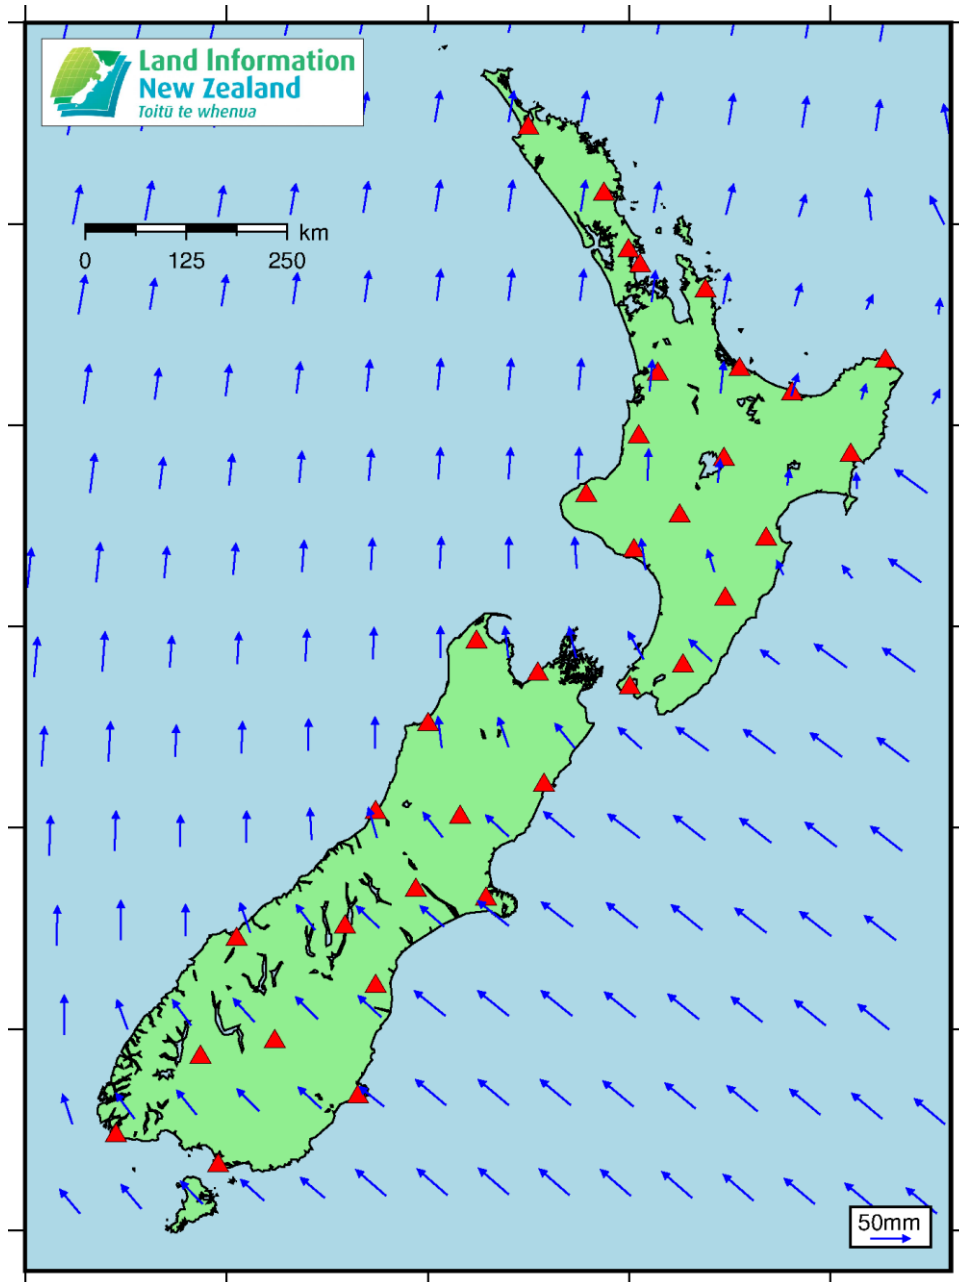 Land Information
New Zealand
Toitū te whenua
km
0 125 250
50mm